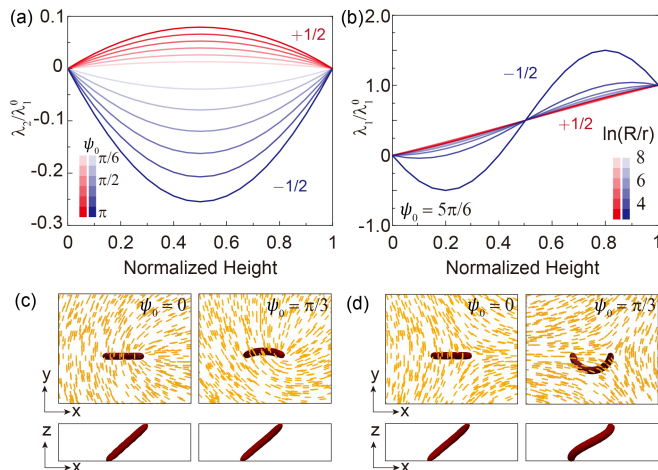 (a)
0.1
0
-0.1
-0.2
-0.3
λ₂/λ₁⁰
+1/2
−1/2
ψ₀
π/6
π/2
π
0 0.2 0.4 0.6 0.8 1
Normalized Height
(b)
2.0
1.0
0
-1.0
λ₁/λ₁⁰
−1/2
+1/2
ln(R/r)
8
6
4
ψ₀ = 5π/6
0 0.2 0.4 0.6 0.8 1
Normalized Height
(c)
ψ₀ = 0
ψ₀ = π/3
y
x
z
x
(d)
ψ₀ = 0
ψ₀ = π/3
y
x
z
x